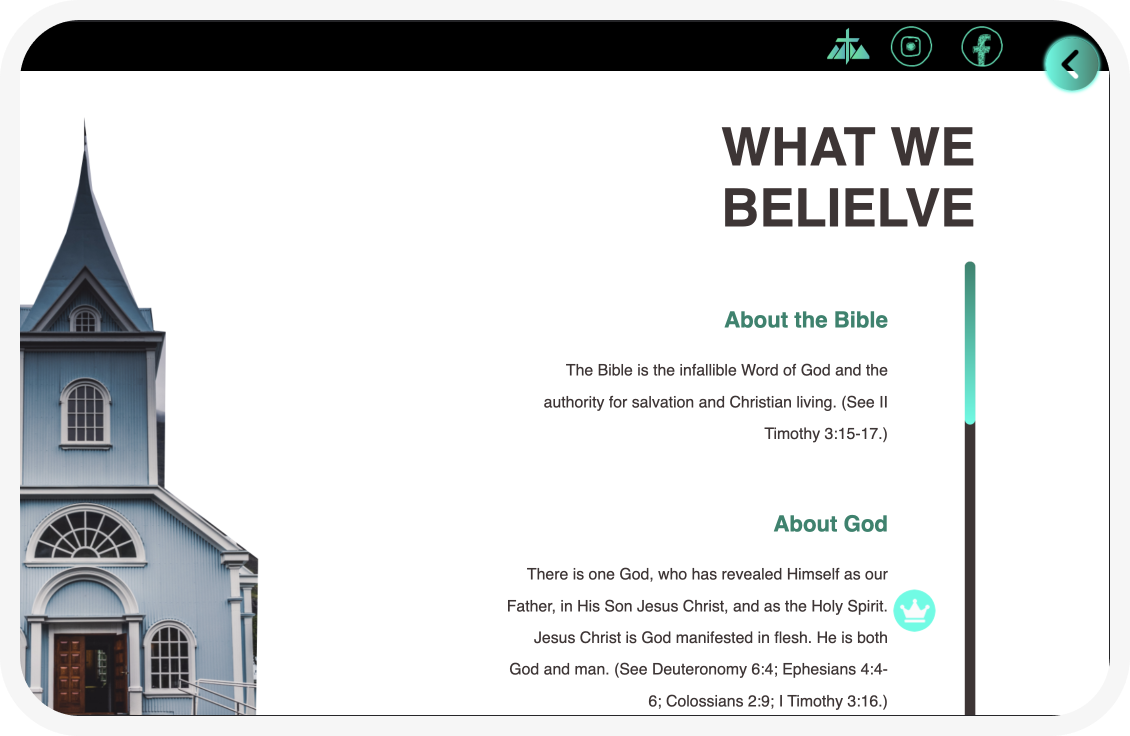 WHAT WE
BELIELVE
About the Bible
The Bible is the infallible Word of God and the
authority for salvation and Christian living. (See II
Timothy 3:15-17.)
About God
There is one God, who has revealed Himself as our
Father, in His Son Jesus Christ, and as the Holy Spirit.
Jesus Christ is God manifested in flesh. He is both
God and man. (See Deuteronomy 6:4; Ephesians 4:4-
6; Colossians 2:9; I Timothy 3:16.)